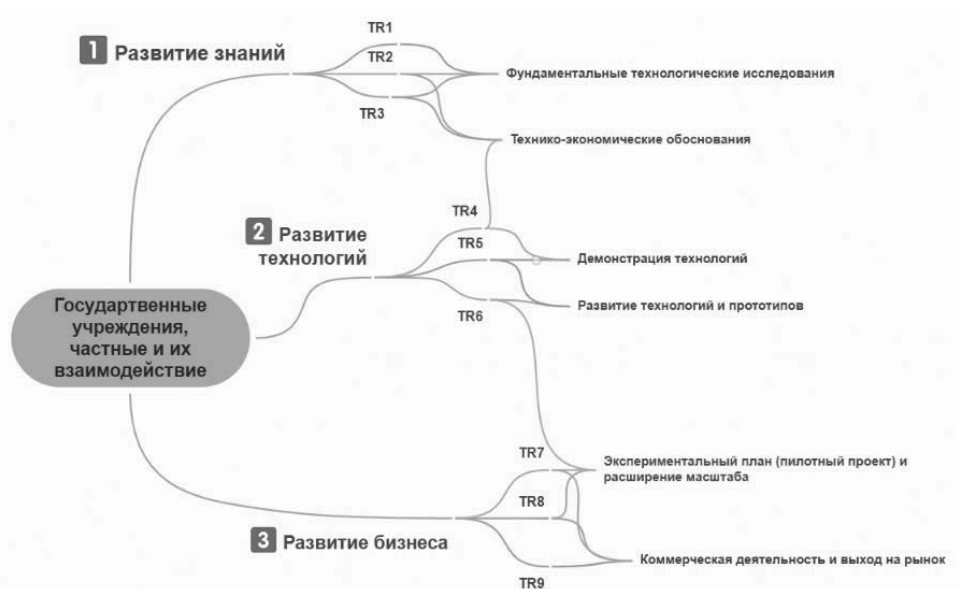 TR1
1 Развитие знаний
TR2
Фундаментальные технологические исследования
TR3
Технико-экономические обоснования
TR4
2 Развитие
технологий
TR5
Демонстрация технологий
Развитие технологий и прототипов
TR6
Государтвенные
учреждения,
частные и их
взаимодействие
TR7
Экспериментальный план (пилотный проект) и
расширение масштаба
TR8
3 Развитие бизнеса
Коммерческая деятельность и выход на рынок
TR9